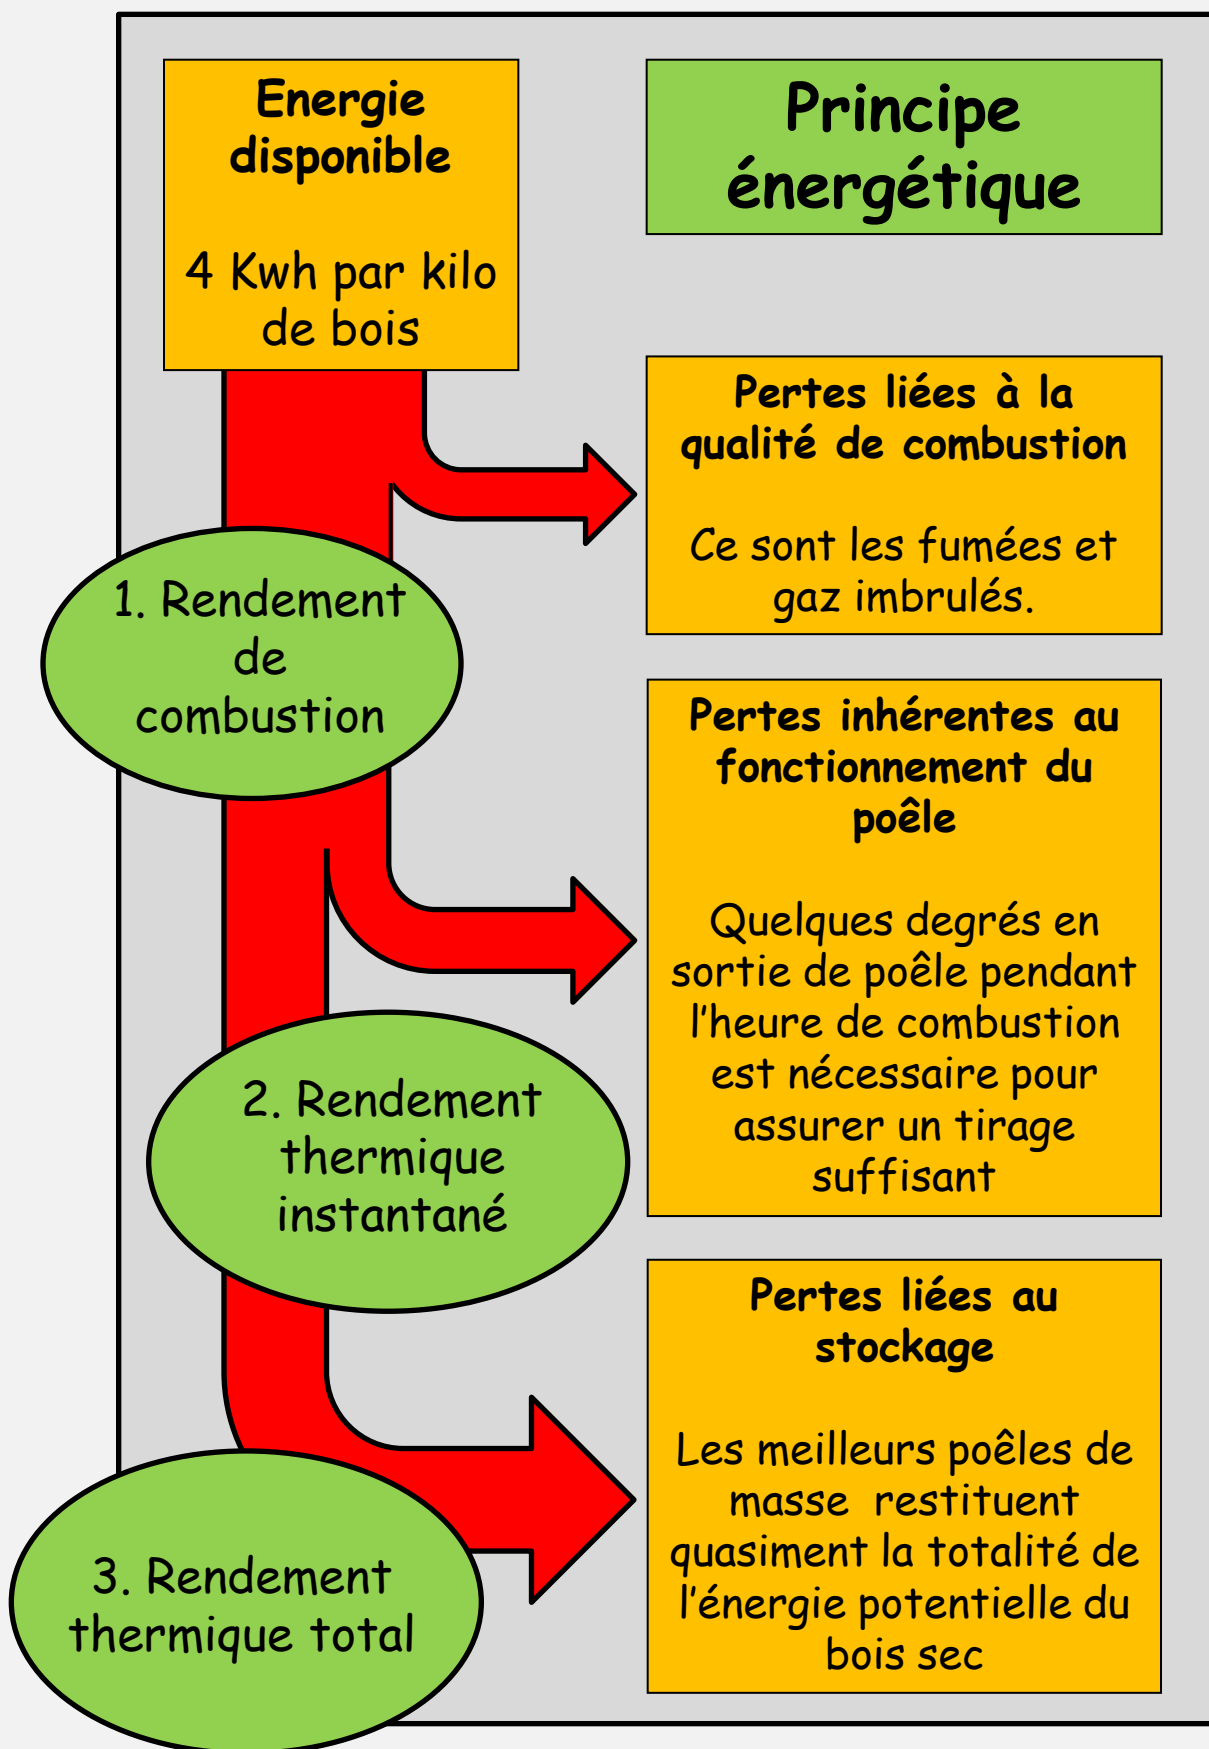 Energie
disponible
4 Kwh par kilo
de bois
Principe
énergétique
Pertes liées à la
qualité de combustion
Ce sont les fumées et
gaz imbrulés.
1. Rendement
de
combustion
Pertes inhérentes au
fonctionnement du
poêle
Quelques degrés en
sortie de poêle pendant
l'heure de combustion
est nécessaire pour
assurer un tirage
suffisant
2. Rendement
thermique
instantané
Pertes liées au
stockage
Les meilleurs poêles de
masse restituent
quasiment la totalité de
l'énergie potentielle du
bois sec
3. Rendement
thermique total